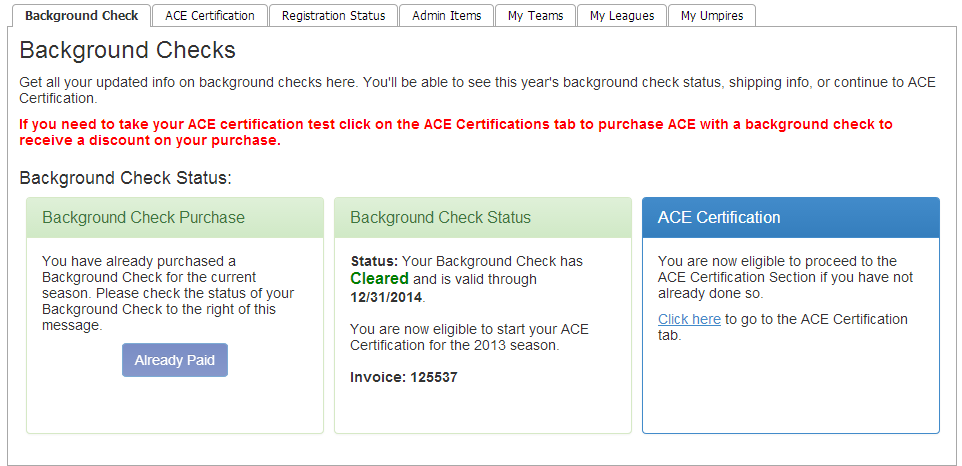 Background Check
ACE Certification
Registration Status
Admin Items
My Teams
My Leagues
My Umpires
Background Checks
Get all your updated info on background checks here. You'll be able to see this year's background check status, shipping info, or continue to ACE
Certification.
If you need to take your ACE certification test click on the ACE Certifications tab to purchase ACE with a background check to
receive a discount on your purchase.
Background Check Status:
Background Check Purchase
You have already purchased a
Background Check for the current
season. Please check the status of your
Background Check to the right of this
message.
Already Paid
Background Check Status
Status: Your Background Check has
Cleared and is valid through
12/31/2014.
You are now eligible to start your ACE
Certification for the 2013 season.
Invoice: 125537
ACE Certification
You are now eligible to proceed to the
ACE Certification Section if you have not
already done so.
Click here to go to the ACE Certification
tab.